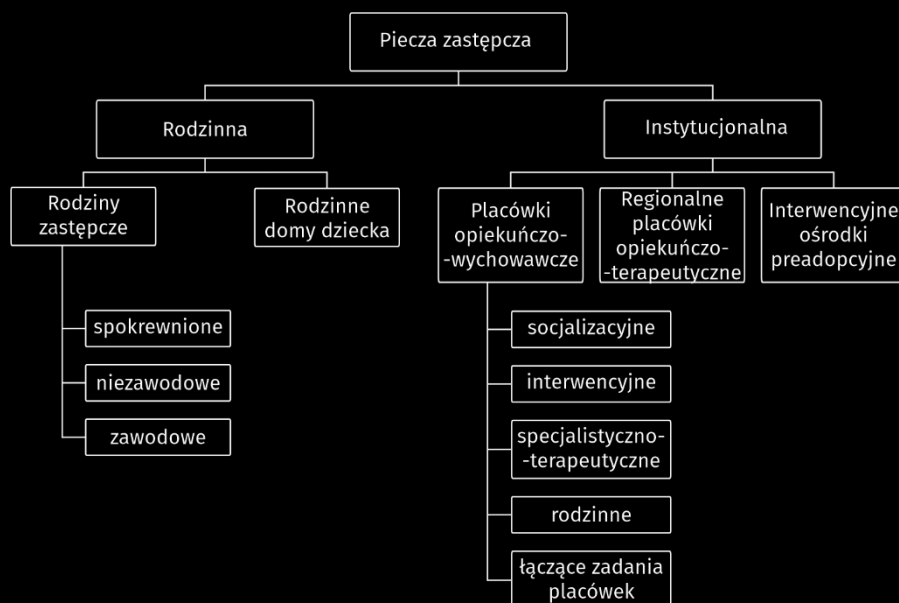 Piecza zastępcza
Rodzinna
Instytucjonalna
Rodziny
zastępcze
Rodzinne
domy dziecka
Placówki
opiekuńczo-
-wychowawcze
Regionalne
placówki
opiekuńczo-
-terapeutyczne
Interwencyjne
ośrodki
preadopcyjne
spokrewnione
niezawodowe
zawodowe
socjalizacyjne
interwencyjne
specjalistyczno-
-terapeutyczne
rodzinne
łączące zadania
placówek